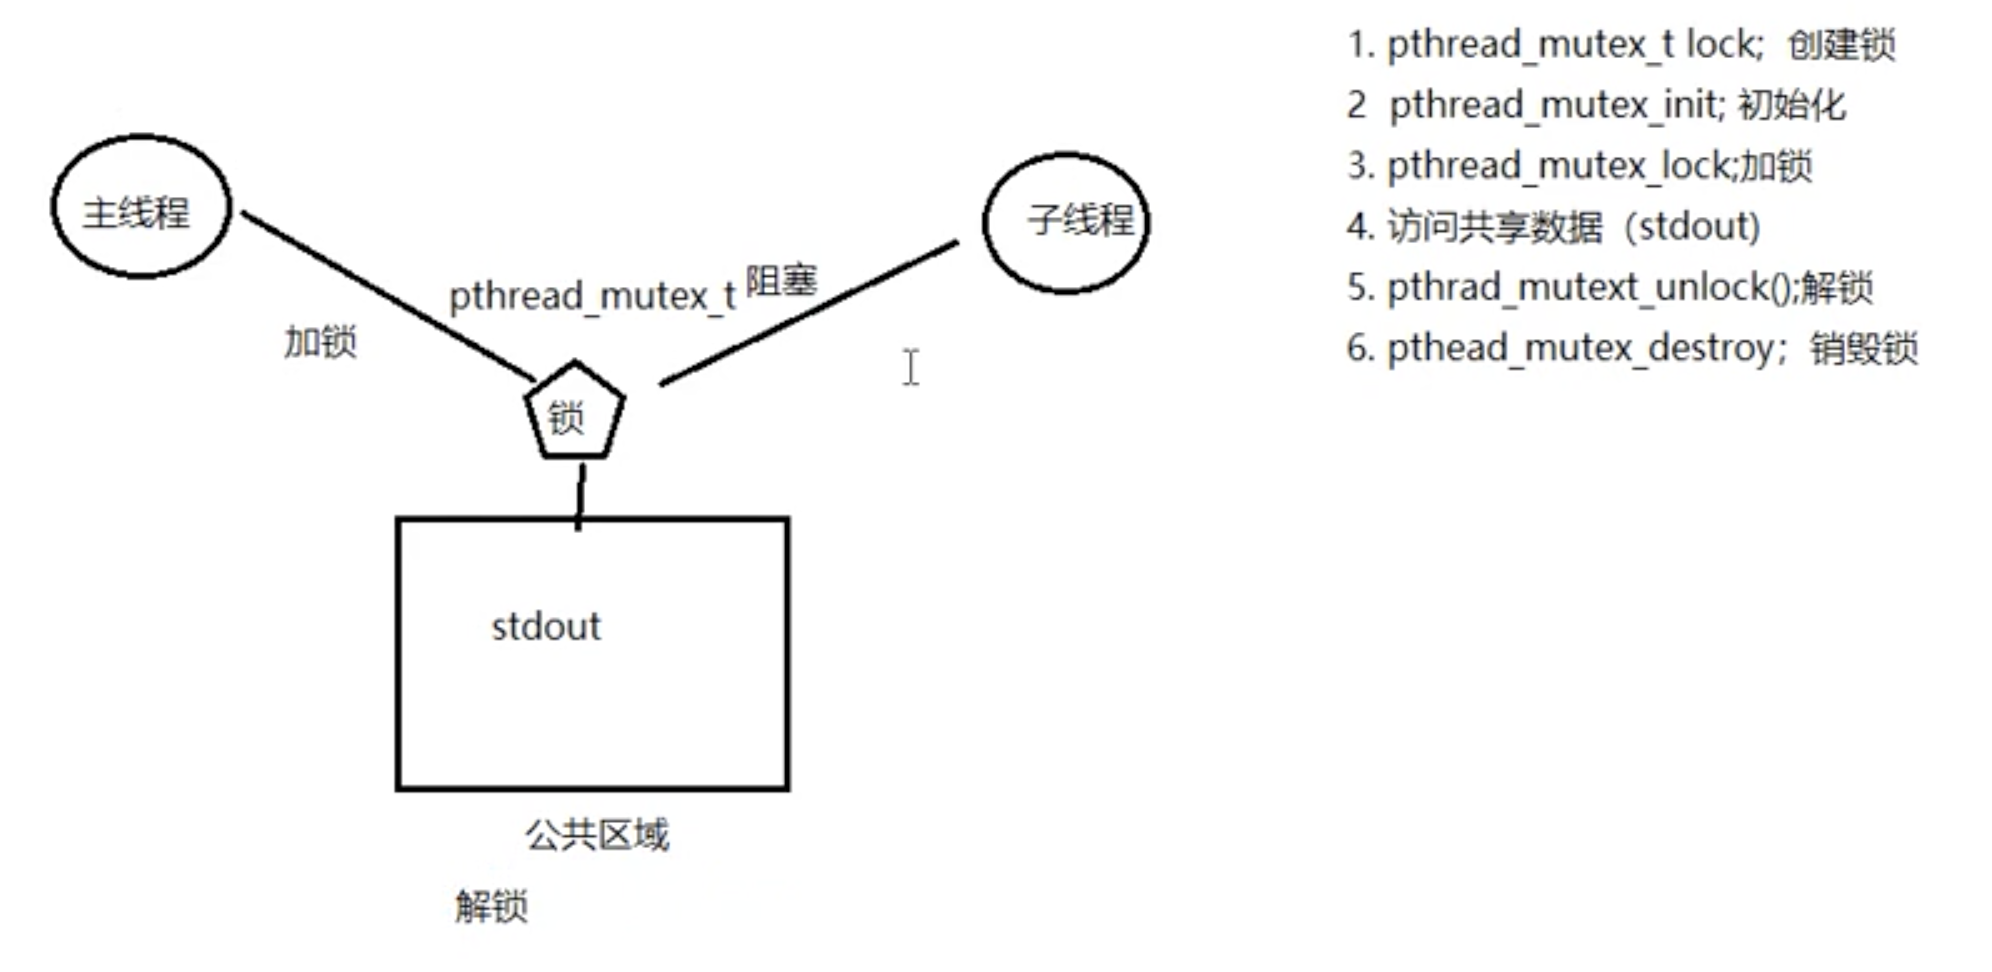 1. pthread_mutex_t lock;  创建锁
2  pthread_mutex_init; 初始化
3. pthread_mutex_lock;加锁
4. 访问共享数据（stdout)
5. pthrad_mutext_unlock();解锁
6. pthead_mutex_destroy；销毁锁
主线程
子线程
pthread_mutex_t
阻塞
加锁
锁
stdout
公共区域
解锁